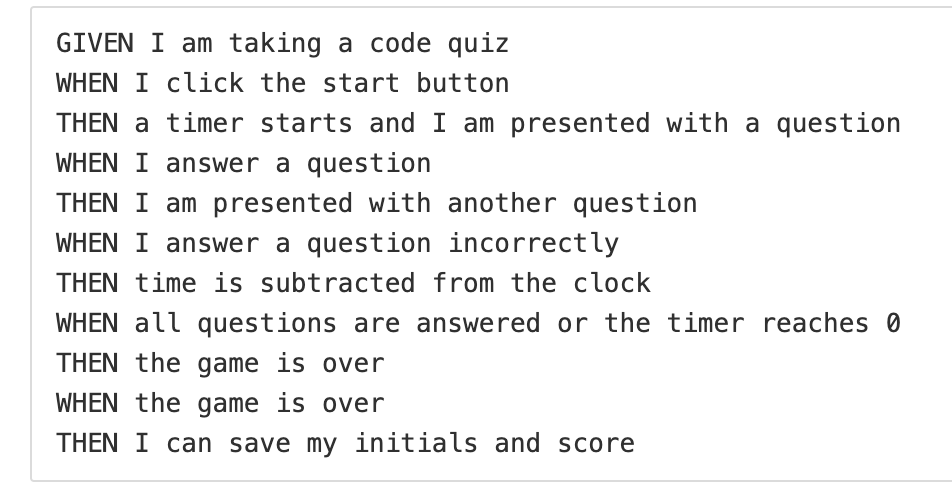 GIVEN I am taking a code quiz
WHEN I click the start button
THEN a timer starts and I am presented with a question
WHEN I answer a question
THEN I am presented with another question
WHEN I answer a question incorrectly
THEN time is subtracted from the clock
WHEN all questions are answered or the timer reaches 0
THEN the game is over
WHEN the game is over
THEN I can save my initials and score